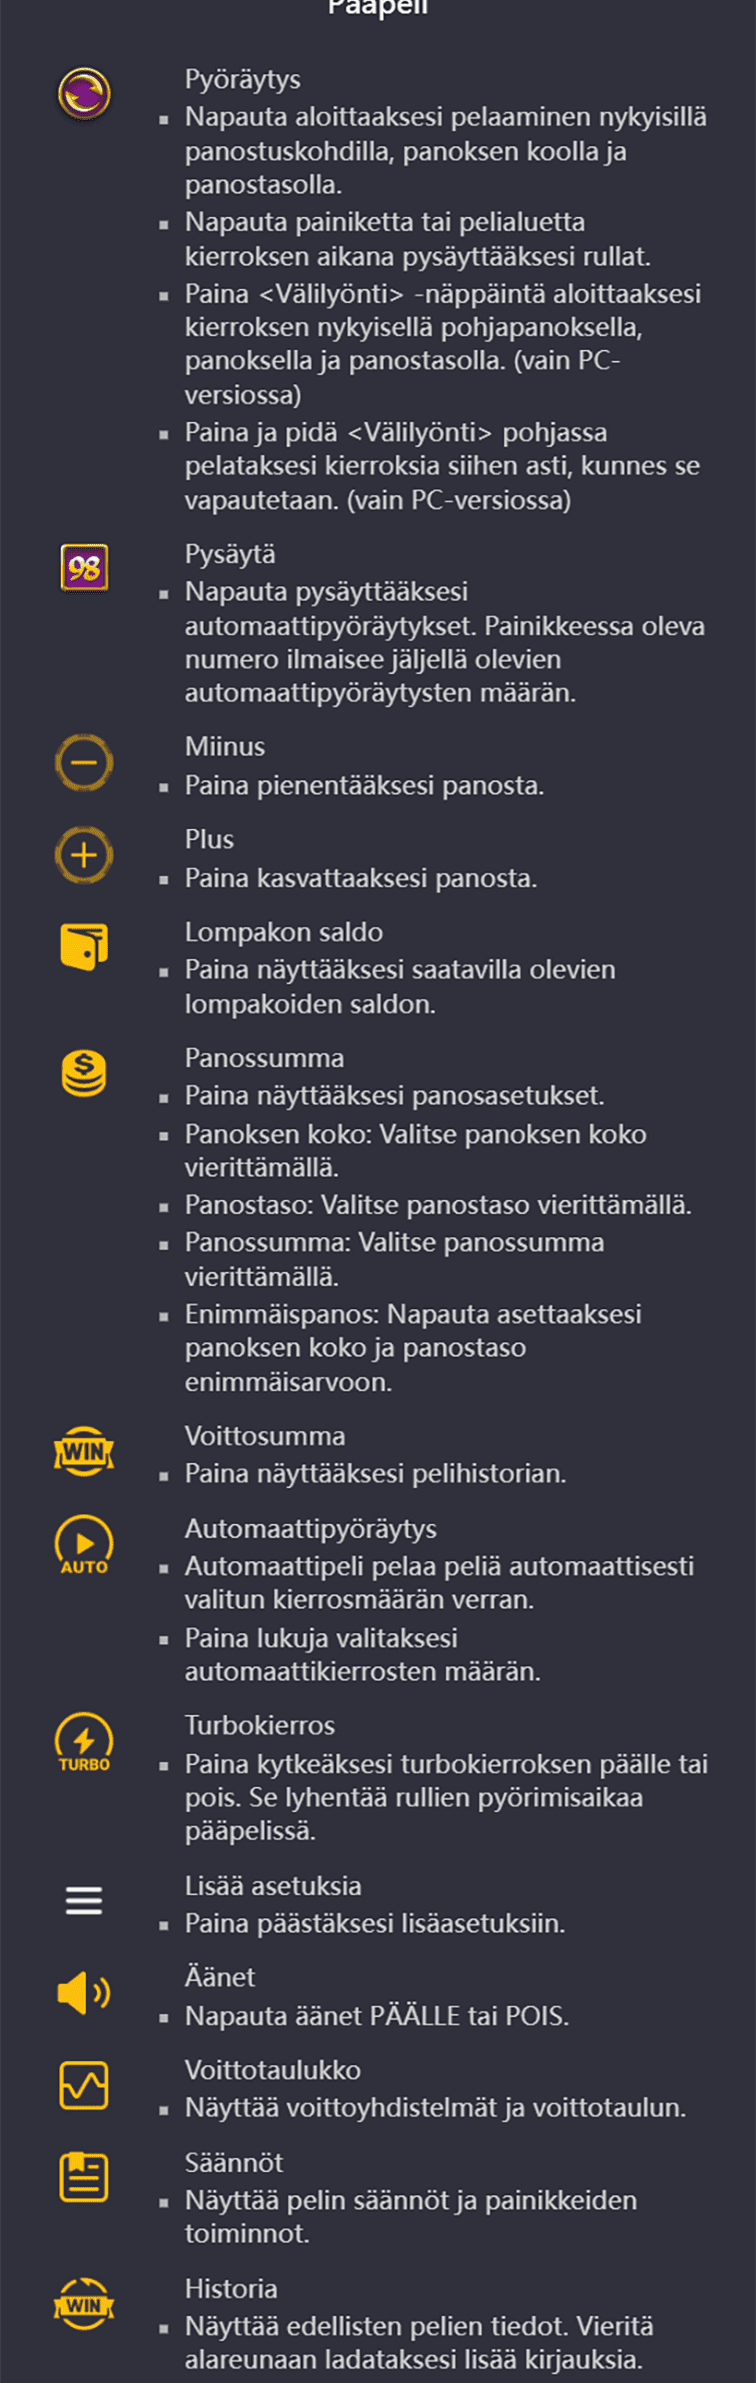 Pääpeli
Pyöräytys
▪ Napauta aloittaaksesi pelaaminen nykyisillä
panostuskohdilla, panoksen koolla ja
panostasolla.
▪ Napauta painiketta tai pelialuetta
kierroksen aikana pysäyttääksesi rullat.
▪ Paina <Välilyönti> -näppäintä aloittaaksesi
kierroksen nykyisellä pohjapanoksella,
panoksella ja panostasolla. (vain PC-
versiossa)
▪ Paina ja pidä <Välilyönti> pohjassa
pelataksesi kierroksia siihen asti, kunnes se
vapautetaan. (vain PC-versiossa)
98
Pysäytä
▪ Napauta pysäyttääksesi
automaattipyöräytykset. Painikkeessa oleva
numero ilmaisee jäljellä olevien
automaattipyöräytysten määrän.
Miinus
▪ Paina pienentääksesi panosta.
Plus
▪ Paina kasvattaaksesi panosta.
Lompakon saldo
▪ Paina näyttääksesi saatavilla olevien
lompakoiden saldon.
$
Panossumma
▪ Paina näyttääksesi panosasetukset.
▪ Panoksen koko: Valitse panoksen koko
vierittämällä.
▪ Panostaso: Valitse panostaso vierittämällä.
▪ Panossumma: Valitse panossumma
vierittämällä.
▪ Enimmäispanos: Napauta asettaaksesi
panoksen koko ja panostaso
enimmäisarvoon.
WIN
Voittosumma
▪ Paina näyttääksesi pelihistorian.
AUTO
Automaattipyöräytys
▪ Automaattipeli pelaa peliä automaattisesti
valitun kierrosmäärän verran.
▪ Paina lukuja valitaksesi
automaattikierrosten määrän.
TURBO
Turbokierros
▪ Paina kytkeäksesi turbokierroksen päälle tai
pois. Se lyhentää rullien pyörimisaikaa
pääpelissä.
Lisää asetuksia
▪ Paina päästäksesi lisäasetuksiin.
Äänet
▪ Napauta äänet PÄÄLLE tai POIS.
Voittotaulukko
▪ Näyttää voittoyhdistelmät ja voittotaulun.
Säännöt
▪ Näyttää pelin säännöt ja painikkeiden
toiminnot.
WIN
Historia
▪ Näyttää edellisten pelien tiedot. Vieritä
alareunaan ladataksesi lisää kirjauksia.